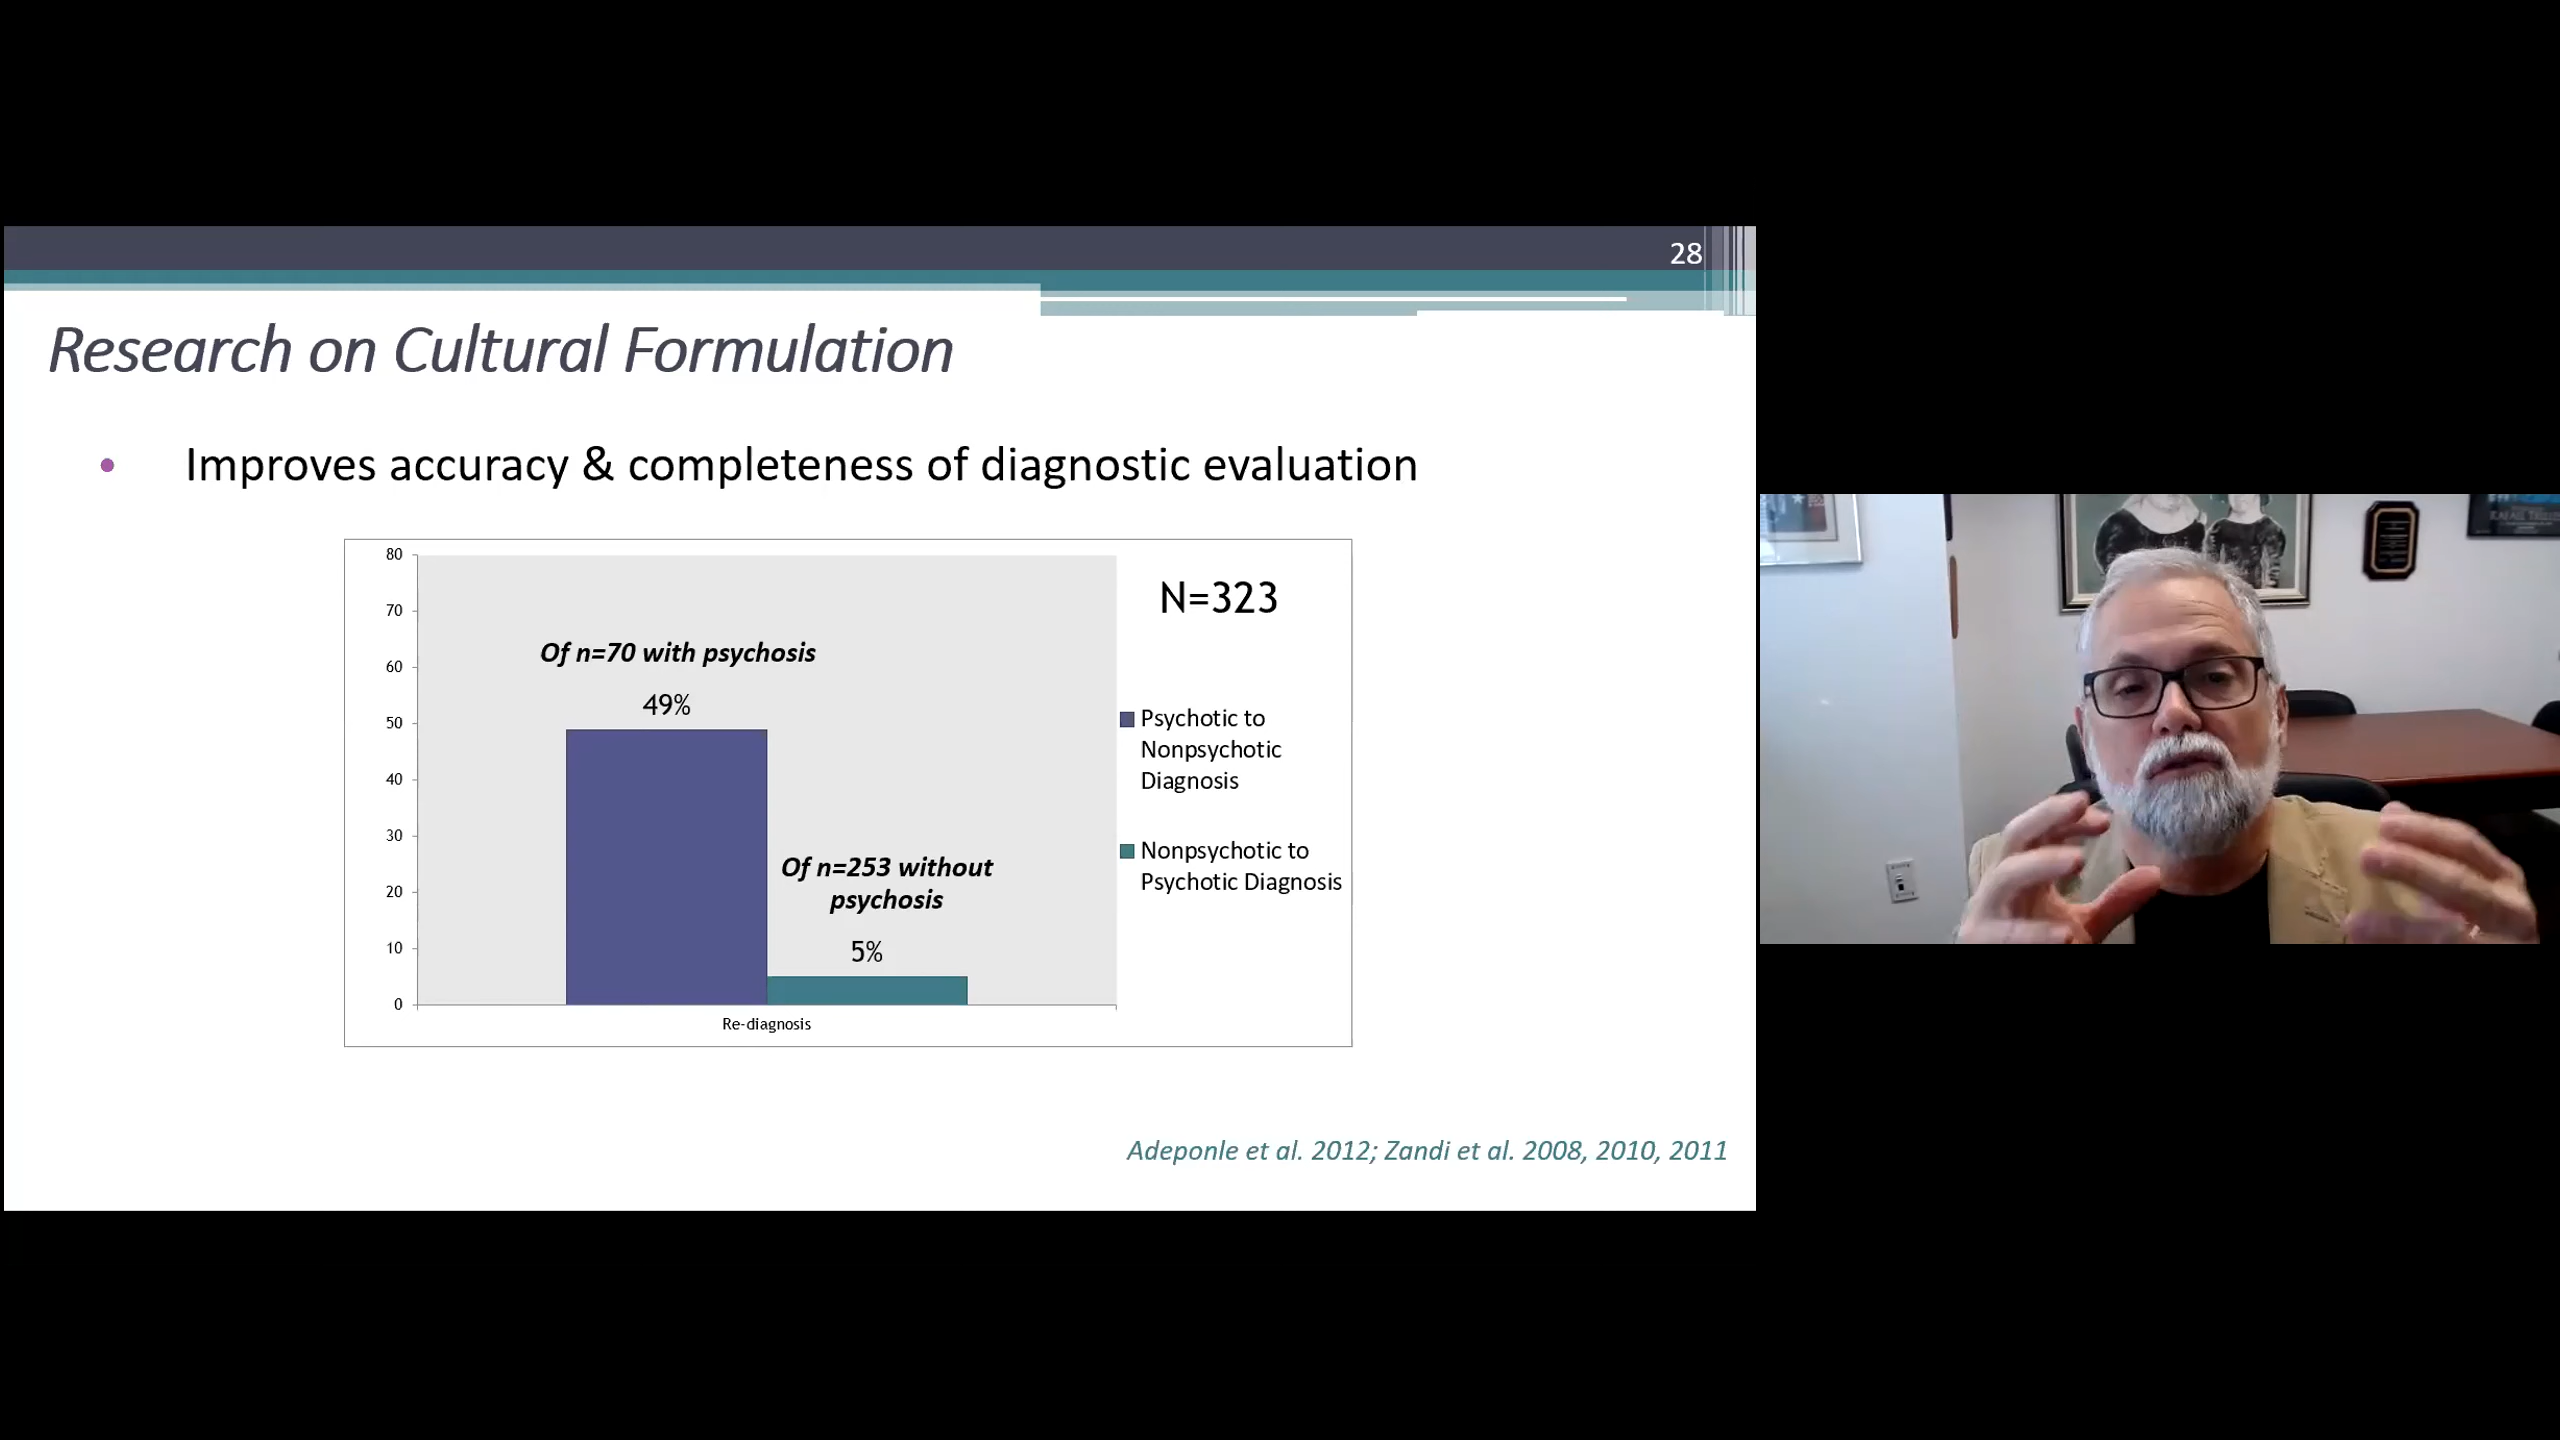 28
Research on Cultural Formulation
• Improves accuracy & completeness of diagnostic evaluation
80
70
60
50
40
30
20
10
0
Of n=70 with psychosis
49%
Of n=253 without
psychosis
5%
Re-diagnosis
N=323
Psychotic to
Nonpsychotic
Diagnosis
Nonpsychotic to
Psychotic Diagnosis
Adeponle et al. 2012; Zandi et al. 2008, 2010, 2011